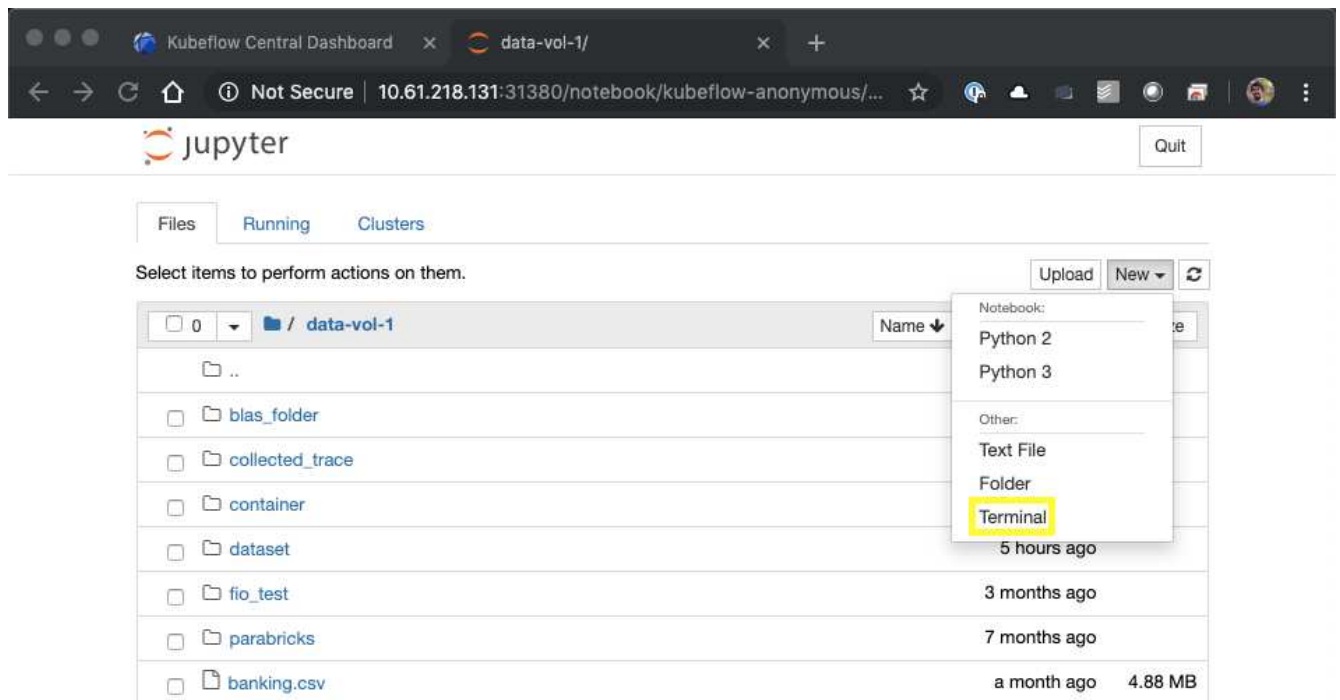 Kubeflow Central Dashboard
data-vol-1/
Not Secure | 10.61.218.131:31380/notebook/kubeflow-anonymous/...
jupyter
Quit
Files Running Clusters
Select items to perform actions on them.
Upload New
0 / data-vol-1 Name
Notebook:
Python 2
Python 3
Other:
Text File
Folder
Terminal
..
blas_folder
collected_trace
container
dataset 5 hours ago
fio_test 3 months ago
parabricks 7 months ago
banking.csv a month ago 4.88 MB